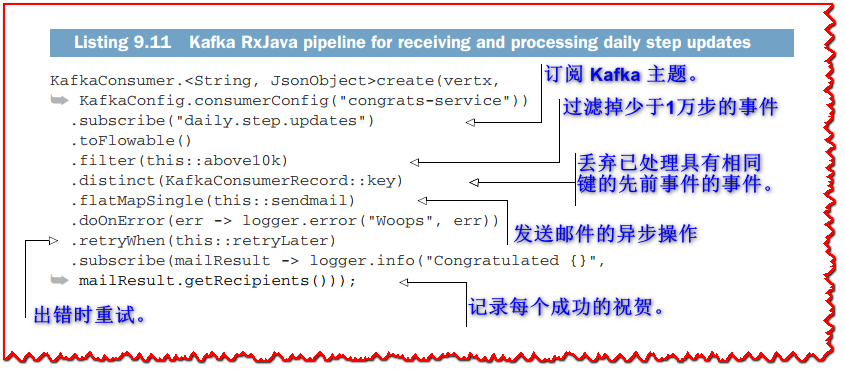 Listing 9.11 Kafka RxJava pipeline for receiving and processing daily step updates
KafkaConsumer.<String, JsonObject>create(vertx,
➥ KafkaConfig.consumerConfig("congrats-service"))
.subscribe("daily.step.updates")
.toFlowable()
.filter(this::above10k)
.distinct(KafkaConsumerRecord::key)
.flatMapSingle(this::sendmail)
.doOnError(err -> logger.error("Woops", err))
.retryWhen(this::retryLater)
.subscribe(mailResult -> logger.info("Congratulated {}",
➥ mailResult.getRecipients()));
订阅 Kafka 主题。
过滤掉少于1万步的事件
丢弃已处理具有相同
键的先前事件的事件。
发送邮件的异步操作
出错时重试。
记录每个成功的祝贺。